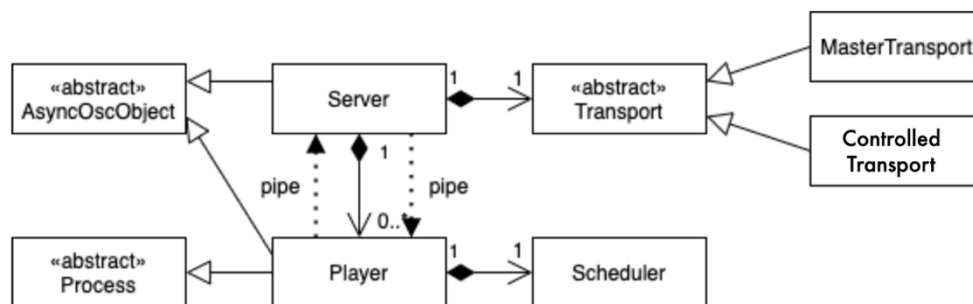 MasterTransport
«abstract»
AsyncOscObject
Server
1
1
«abstract»
Transport
Controlled
Transport
1
pipe
pipe
0..*
«abstract»
Process
Player
1
1
Scheduler